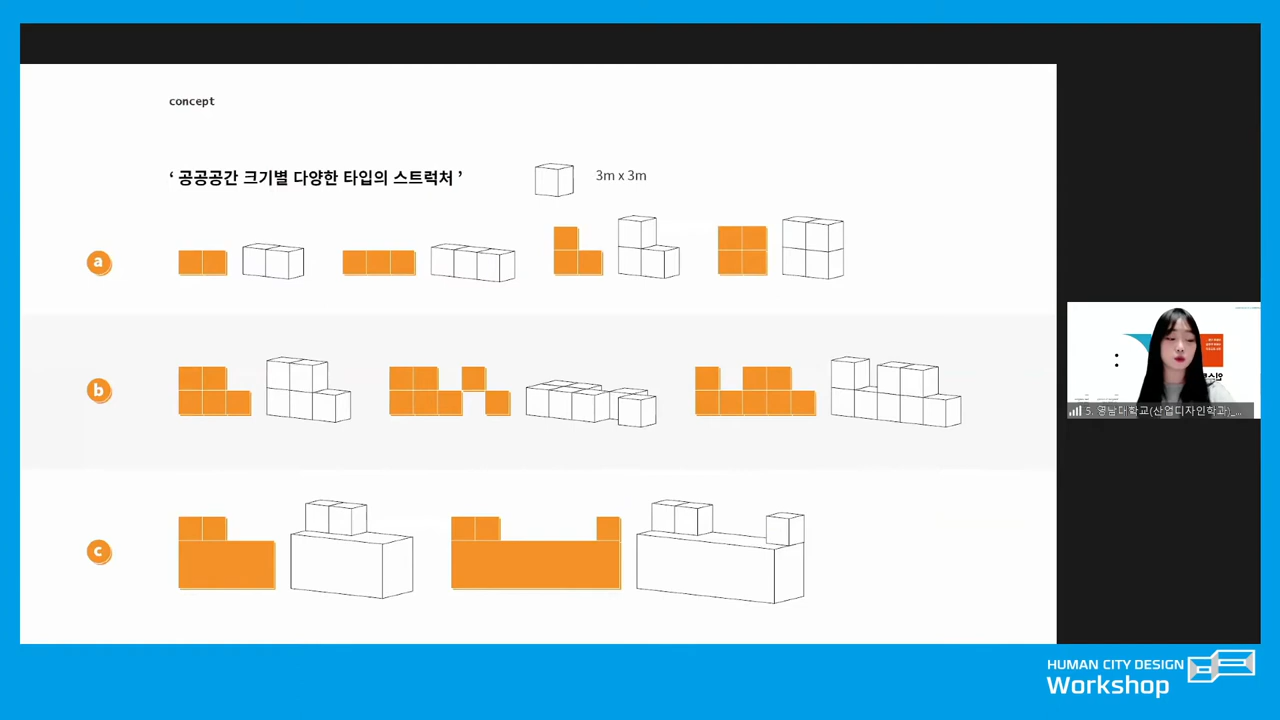 concept
‘ 공공공간 크기별 다양한 타입의 스트럭처 ’
3m x 3m
a
b
c
5. 영남대학교(산업디자인학과)_...
HUMAN CITY DESIGN
Workshop